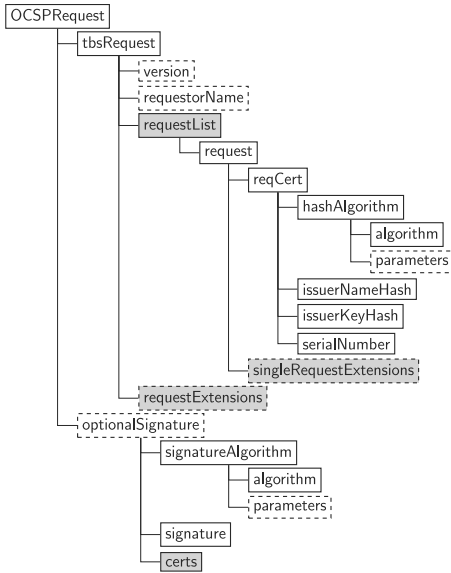 OCSPRequest
tbsRequest
version
requestorName
requestList
request
reqCert
hashAlgorithm
algorithm
parameters
issuerNameHash
issuerKeyHash
serialNumber
singleRequestExtensions
requestExtensions
optionalSignature
signatureAlgorithm
algorithm
parameters
signature
certs